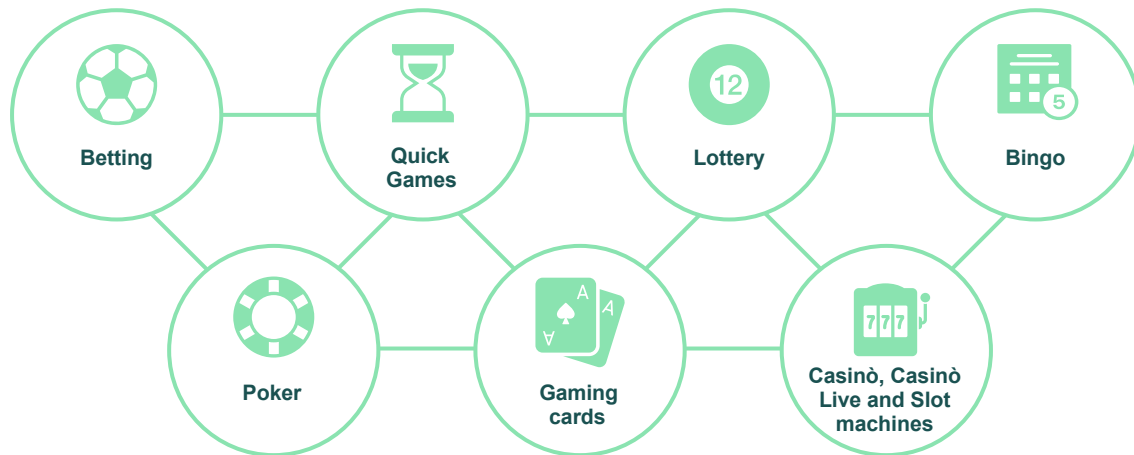 12
5
Betting
Quick
Games
Lottery
Bingo
A
A
A
777
Poker
Gaming
cards
Casinò, Casinò
Live and Slot
machines